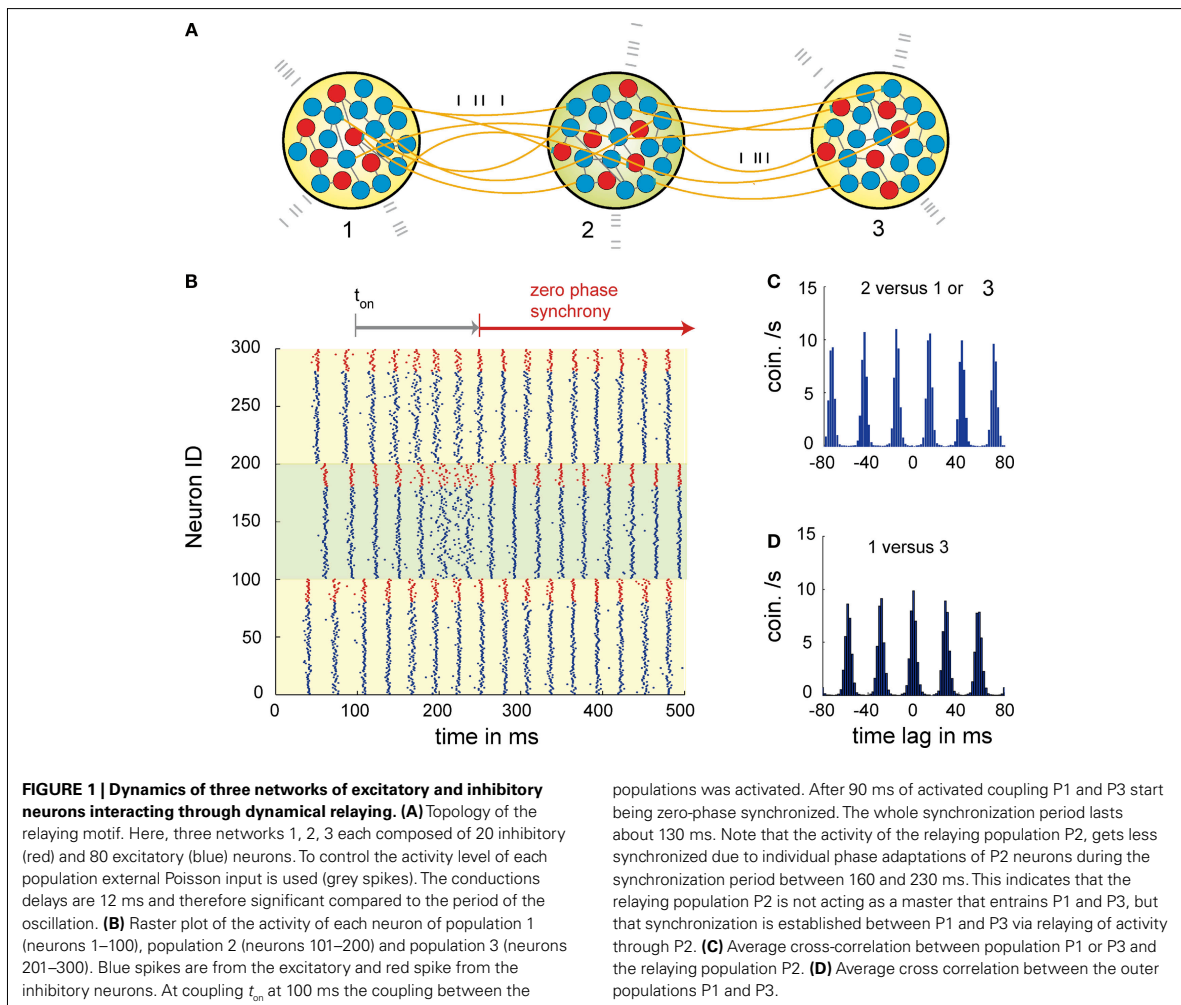 A
1
2
3
B
t_on
zero phase
synchrony
300
250
200
150
100
50
0
Neuron ID
0
100
200
300
400
500
time in ms
C
2 versus 1 or 3
15
10
5
0
coin. /s
-80
-40
0
40
80
D
1 versus 3
15
10
5
0
coin. /s
-80
-40
0
40
80
time lag in ms
FIGURE 1 | Dynamics of three networks of excitatory and inhibitory
neurons interacting through dynamical relaying. (A) Topology of the
relaying motif. Here, three networks 1, 2, 3 each composed of 20 inhibitory
(red) and 80 excitatory (blue) neurons. To control the activity level of each
population external Poisson input is used (grey spikes). The conductions
delays are 12 ms and therefore significant compared to the period of the
oscillation. (B) Raster plot of the activity of each neuron of population 1
(neurons 1–100), population 2 (neurons 101–200) and population 3 (neurons
201–300). Blue spikes are from the excitatory and red spike from the
inhibitory neurons. At coupling t_on at 100 ms the coupling between the
populations was activated. After 90 ms of activated coupling P1 and P3 start
being zero-phase synchronized. The whole synchronization period lasts
about 130 ms. Note that the activity of the relaying population P2, gets less
synchronized due to individual phase adaptations of P2 neurons during the
synchronization period between 160 and 230 ms. This indicates that the
relaying population P2 is not acting as a master that entrains P1 and P3, but
that synchronization is established between P1 and P3 via relaying of activity
through P2. (C) Average cross-correlation between population P1 or P3 and
the relaying population P2. (D) Average cross correlation between the outer
populations P1 and P3.